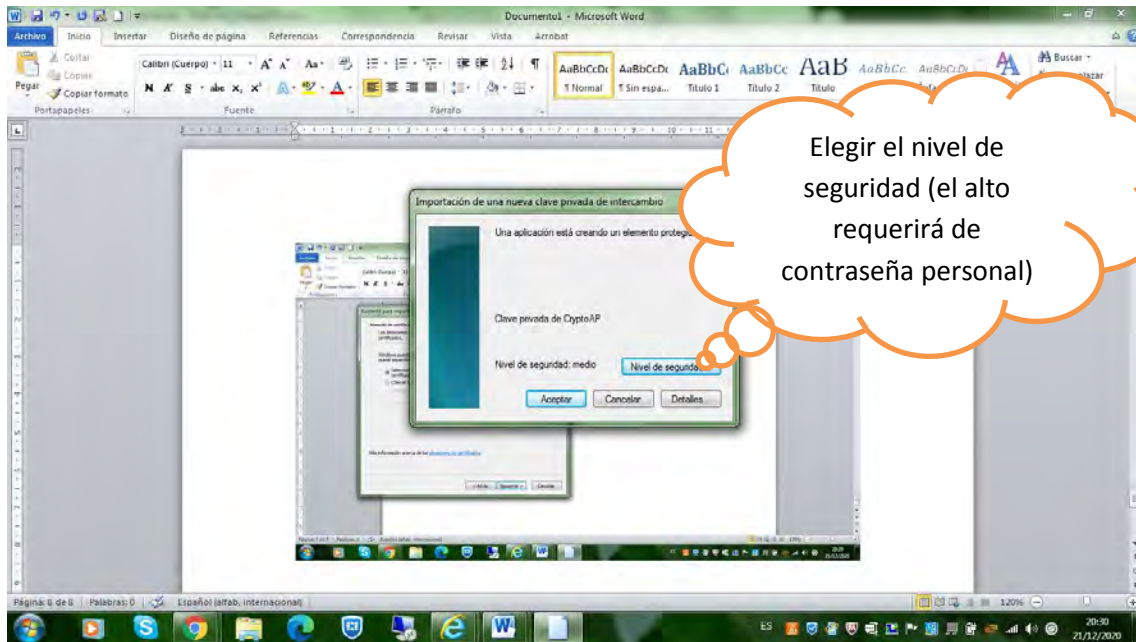 Documento1 - Microsoft Word
Archivo Inicio Insertar Diseño de página Referencias Correspondencia Revisar Vista Acrobat
Cortar
Copiar
Copiar formato
Pegar
Portapapeles
Calibri (Cuerpo) 11
Fuente
Párrafo
AaBbCcDc AaBbCcDc AaBbC AaBbCc AaB AaBbCc AaBbCcDc
¶ Normal ¶ Sin espa... Título 1 Título 2 Título
Buscar
Elegir el nivel de
seguridad (el alto
requerirá de
contraseña personal)
Importación de una nueva clave privada de intercambio
Una aplicación está creando un elemento
Clave privada de CryptoAP
Nivel de seguridad: medio
Nivel de
Aceptar Cancelar Detalles
Página: 8 de 8 Palabras: 0 Español (alfab. internacional) 120%
ES 20:30
21/12/2020